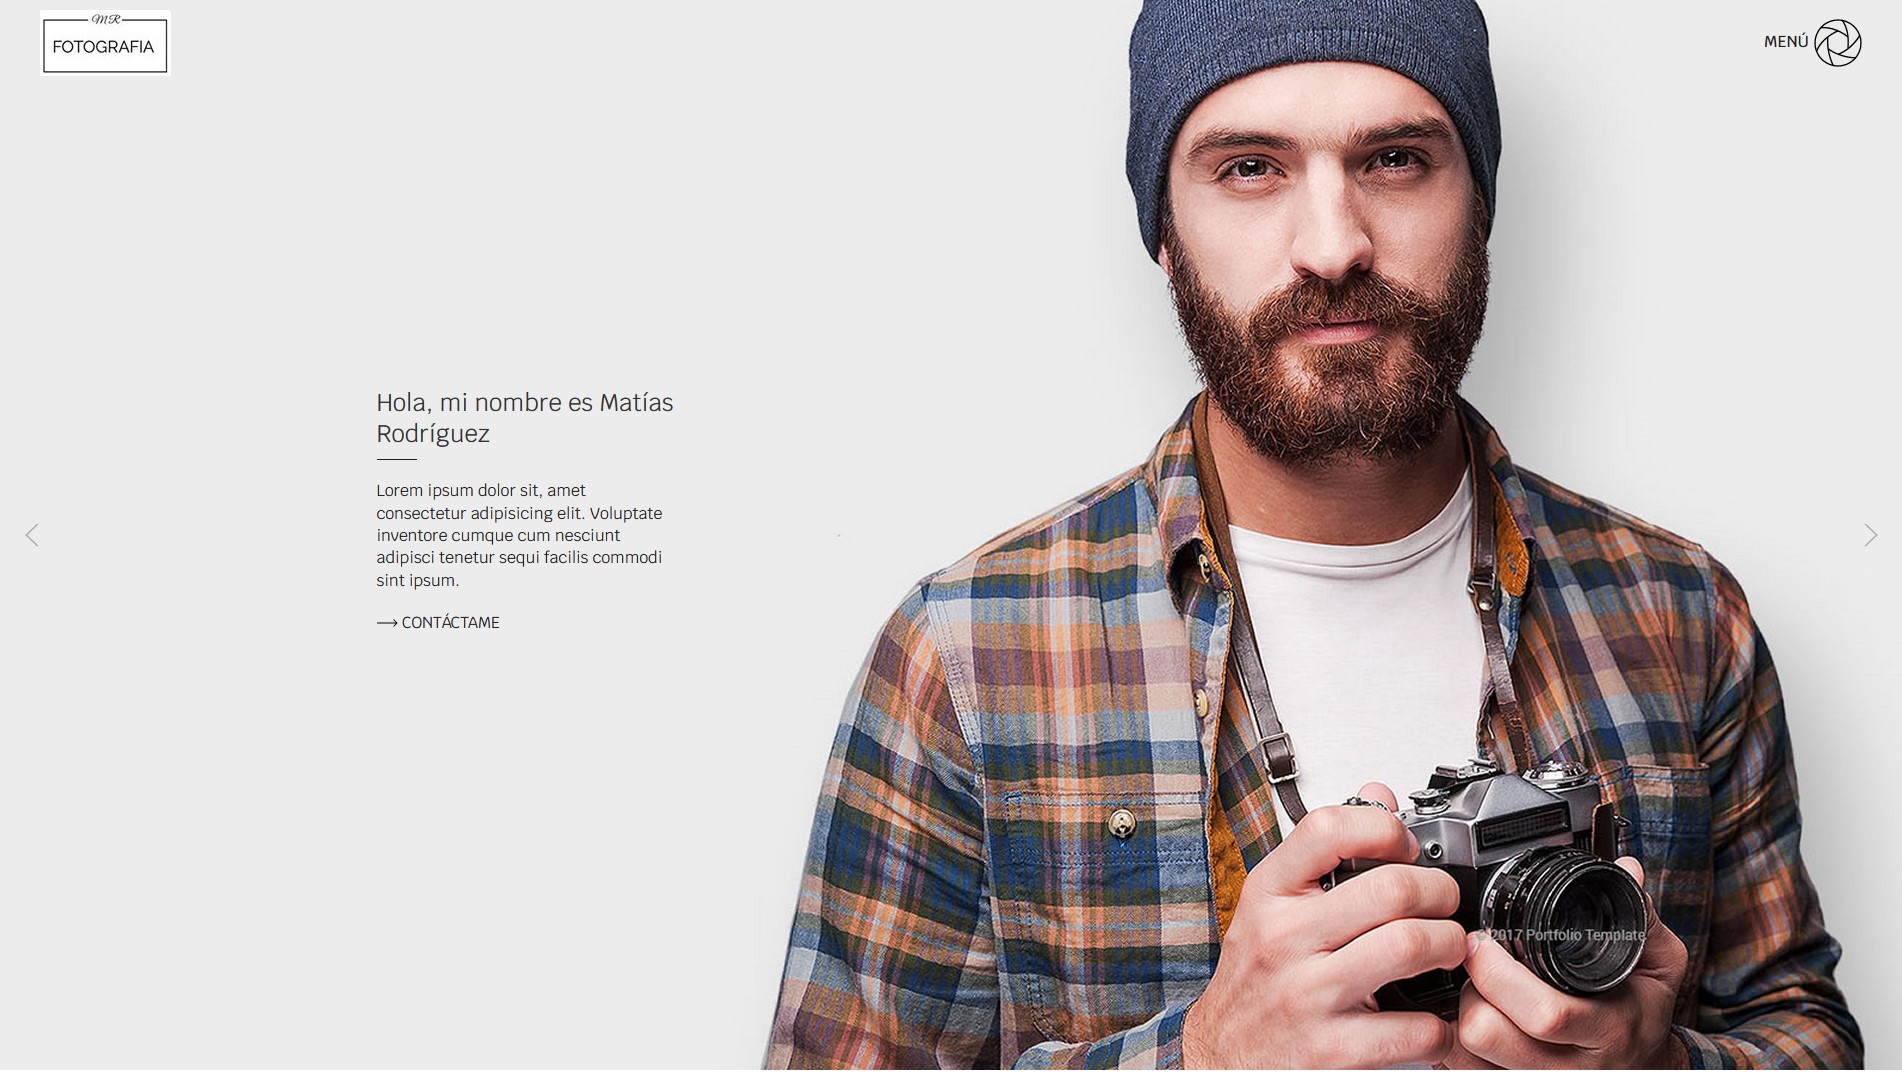 MR
FOTOGRAFIA
MENÚ
Hola, mi nombre es Matías
Rodríguez
Lorem ipsum dolor sit, amet
consectetur adipisicing elit. Voluptate
inventore cumque cum nesciunt
adipisci tenetur sequi facilis commodi
sint ipsum.
CONTÁCTAME
© 2017 Portfolio Template